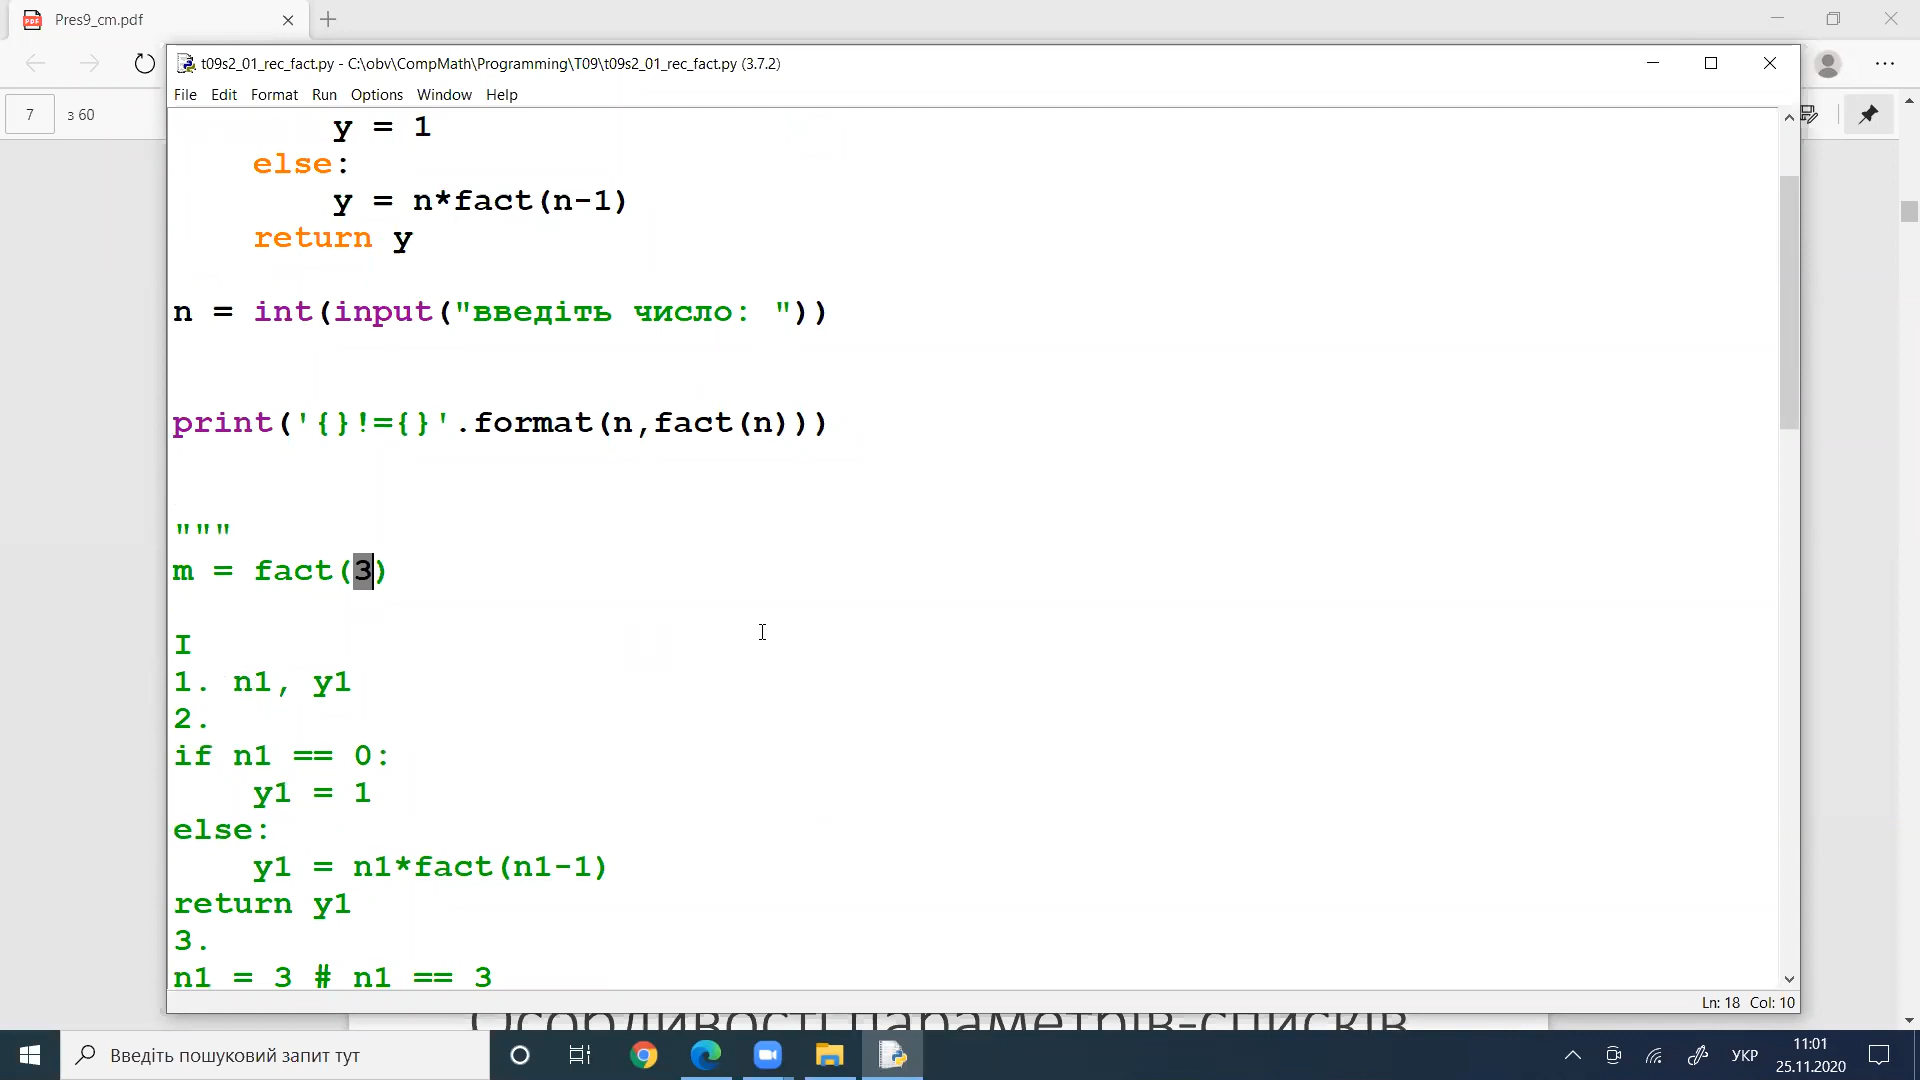 Pres9_cm.pdf
t09s2_01_rec_fact.py - C:\obv\CompMath\Programming\T09\t09s2_01_rec_fact.py (3.7.2)
File Edit Format Run Options Window Help
7 з 60
y = 1
else:
y = n*fact(n-1)
return y
n = int(input("введіть число: "))
print('{}!={}'.format(n,fact(n)))
"""
m = fact(3)
I
1. n1, y1
2.
if n1 == 0:
y1 = 1
else:
y1 = n1*fact(n1-1)
return y1
3.
n1 = 3 # n1 == 3
Ln: 18 Col: 10
параметрів-списків
Введіть пошуковий запит тут
УКР
11:01
25.11.2020